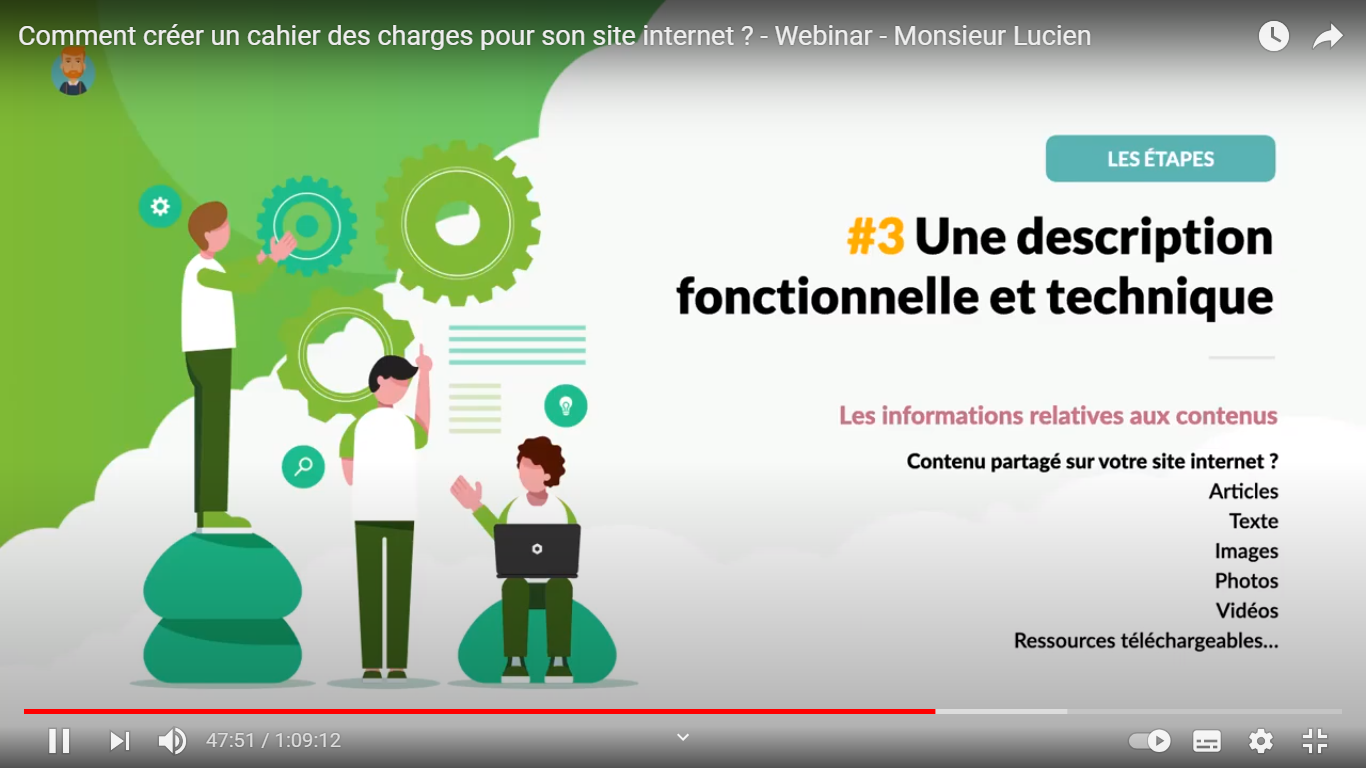 Comment créer un cahier des charges pour son site internet ? - Webinar - Monsieur Lucien
LES ÉTAPES
#3 Une description
fonctionnelle et technique
Les informations relatives aux contenus
Contenu partagé sur votre site internet ?
Articles
Texte
Images
Photos
Vidéos
Ressources téléchargeables...
47:51 / 1:09:12